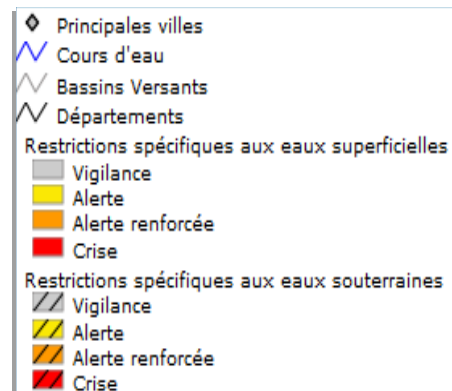 Principales villes
Cours d'eau
Bassins Versants
Départements
Restrictions spécifiques aux eaux superficielles
Vigilance
Alerte
Alerte renforcée
Crise
Restrictions spécifiques aux eaux souterraines
Vigilance
Alerte
Alerte renforcée
Crise